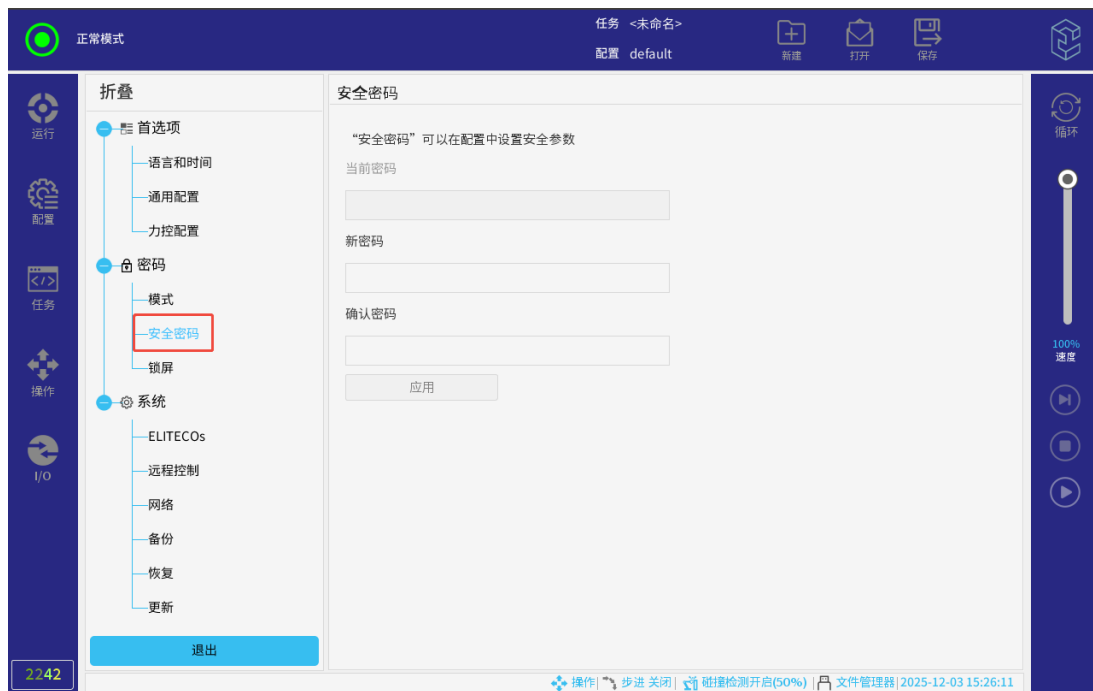 正常模式
任务 <未命名>
配置 default
新建
打开
保存
运行
配置
任务
操作
I/O
2242
折叠
首选项
语言和时间
通用配置
力控配置
密码
模式
安全密码
锁屏
系统
ELITECOs
远程控制
网络
备份
恢复
更新
退出
安全密码
“安全密码”可以在配置中设置安全参数
当前密码
新密码
确认密码
应用
循环
100%
速度
操作| 步进 关闭| 碰撞检测开启(50%) | 文件管理器| 2025-12-03 15:26:11